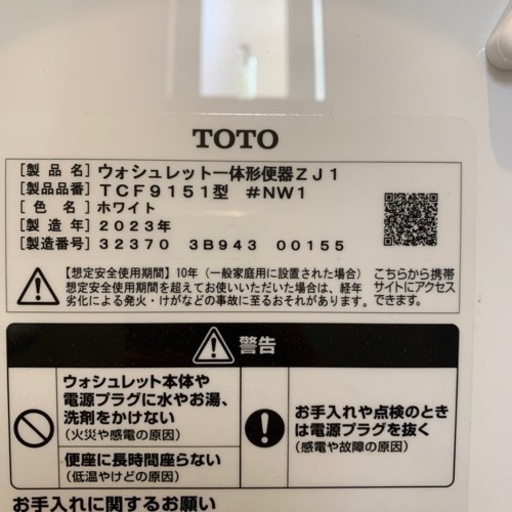 TOTO
[製品名] ウォシュレット一体形便器ZJ1
[製品品番] TCF9151型 #NW1
[色名] ホワイト
[製造年] 2023年
[製造番号] 32370 3B943 00155
【想定安全使用期間】10年（一般家庭用に設置された場合）
想定安全使用期間を超えてお使いいただいた場合は、経年
劣化による発火・けがなどの事故に至るおそれがあります。
こちらから携帯
サイトにアクセス
できます。
警告
ウォシュレット本体や
電源プラグに水やお湯、
洗剤をかけない
（火災や感電の原因）
便座に長時間座らない
（低温やけどの原因）
お手入れや点検のとき
は電源プラグを抜く
（感電や故障の原因）
お手入れに関するお願い